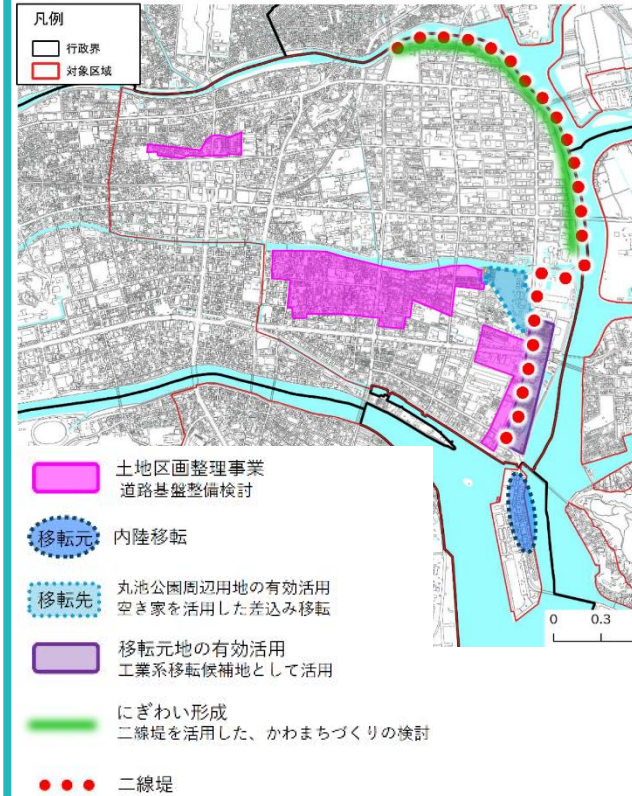 凡例
行政界
対象区域
0 0.3
土地区画整理事業
道路基盤整備検討
移転元 内陸移転
移転先 丸池公園周辺用地の有効活用
空き家を活用した差込み移転
移転元地の有効活用
工業系移転候補地として活用
にぎわい形成
二線堤を活用した、かわまちづくりの検討
二線堤